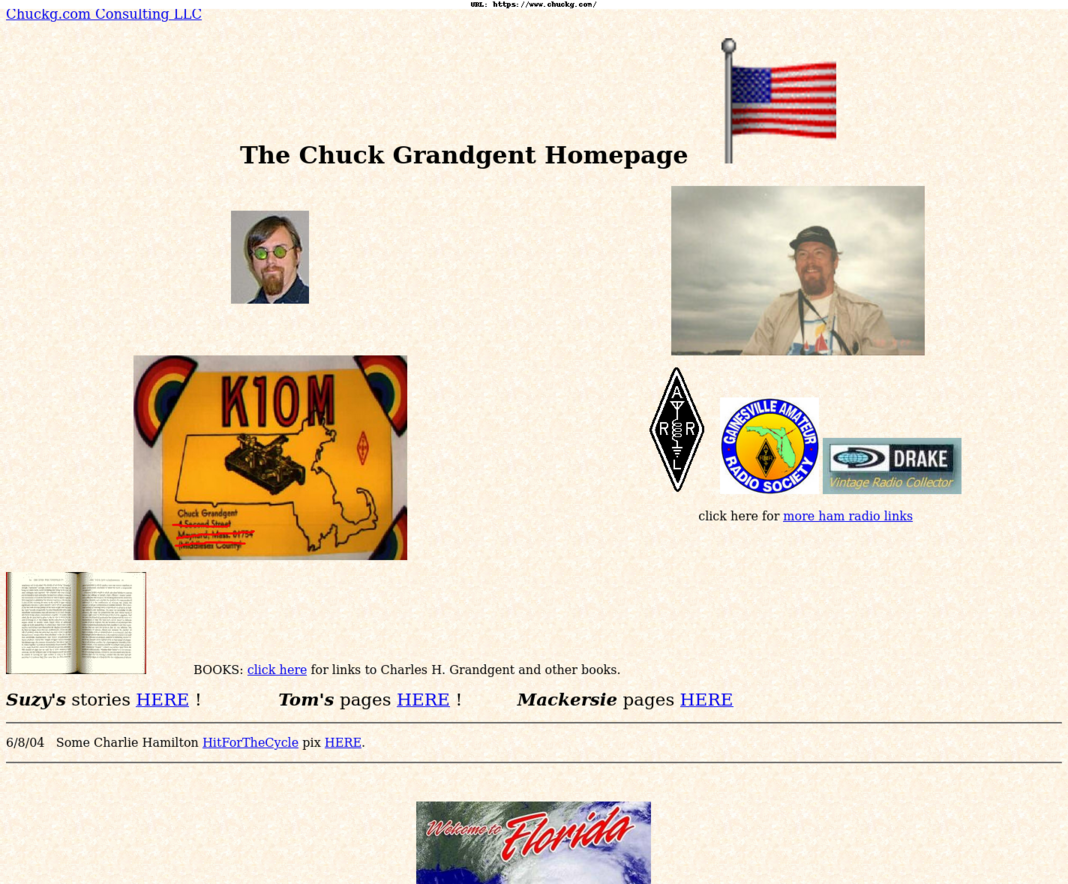 URL: https://www.chuckg.com/
Chuckg.com Consulting LLC
The Chuck Grandgent Homepage
K1OM
Chuck Grandgent
4 Second Street
Maynard, Mass. 01754
(Middlesex County)
A
R R
L
GAINESVILLE AMATEUR
RADIO SOCIETY
DRAKE
Vintage Radio Collector
click here for more ham radio links
BOOKS: click here for links to Charles H. Grandgent and other books.
Suzy's stories HERE ! Tom's pages HERE ! Mackersie pages HERE
6/8/04 Some Charlie Hamilton HitForTheCycle pix HERE.
Welcome to Florida